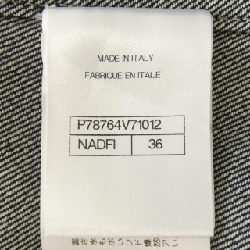 MADE IN ITALY
FABRIQUE EN ITALIE
P78764V71012
NADFI 36